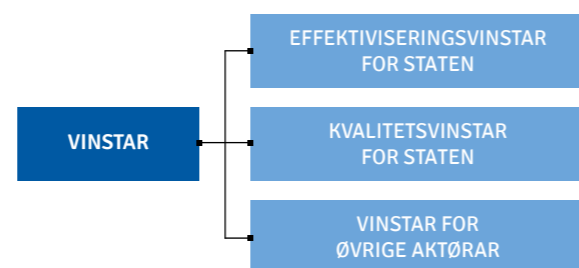 VINSTAR
EFFEKTIVISERINGSVINSTAR
FOR STATEN
KVALITETSVINSTAR
FOR STATEN
VINSTAR FOR
ØVRIGE AKTØRAR